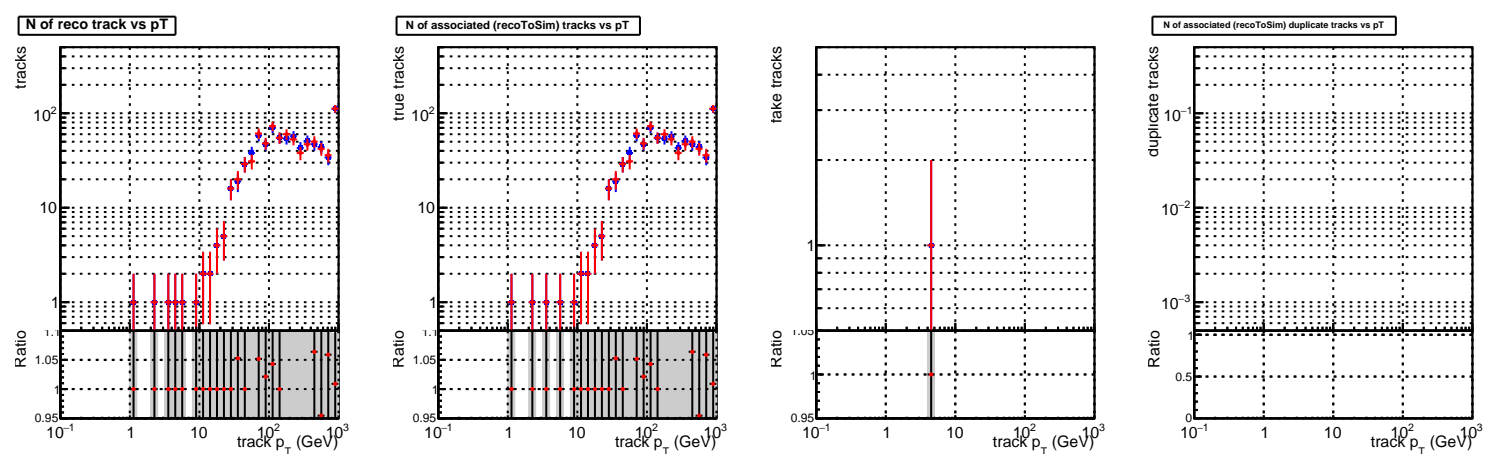 N of reco track vs pT
tracks
10²
10
1
Ratio
1.1
1.05
1
0.95
10⁻¹ 1 10 10² 10³
track p_T (GeV)
N of associated (recoToSim) tracks vs pT
true tracks
10²
10
1
Ratio
1.1
1.05
1
0.95
10⁻¹ 1 10 10² 10³
track p_T (GeV)
fake tracks
1
Ratio
1.05
1
0.95
10⁻¹ 1 10 10² 10³
track p_T (GeV)
N of associated (recoToSim) duplicate tracks vs pT
duplicate tracks
10⁻¹
10⁻²
10⁻³
Ratio
1
0.5
0
10⁻¹ 1 10 10² 10³
track p_T (GeV)